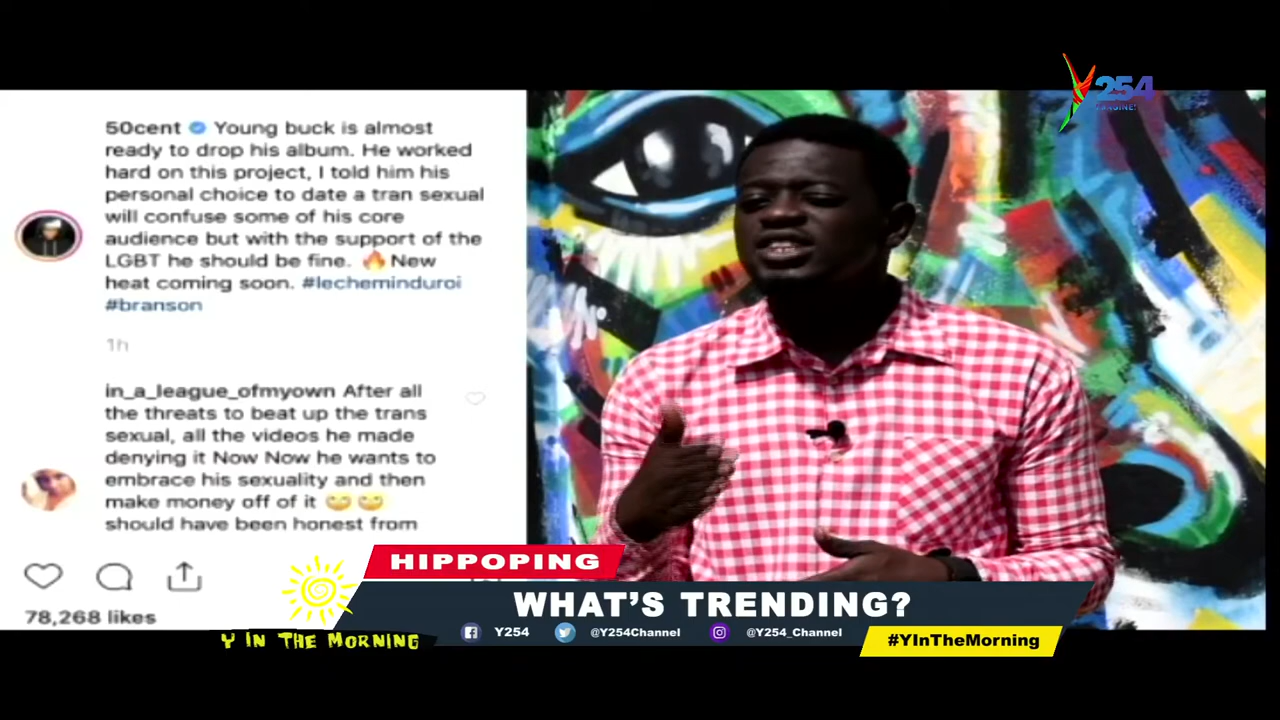 50cent Young buck is almost
ready to drop his album. He worked
hard on this project, I told him his
personal choice to date a tran sexual
will confuse some of his core
audience but with the support of the
LGBT he should be fine. 🔥New
heat coming soon. #lecheminduroi
#branson
1h
in_a_league_ofmyown After all
the threats to beat up the trans
sexual, all the videos he made
denying it Now Now he wants to
embrace his sexuality and then
make money off of it 🙄🙄
should have been honest from
78,268 likes
Y254
HIPPOPING
WHAT'S TRENDING?
Y IN THE MORNING
Y254
@Y254Channel
@Y254_Channel
#YInTheMorning